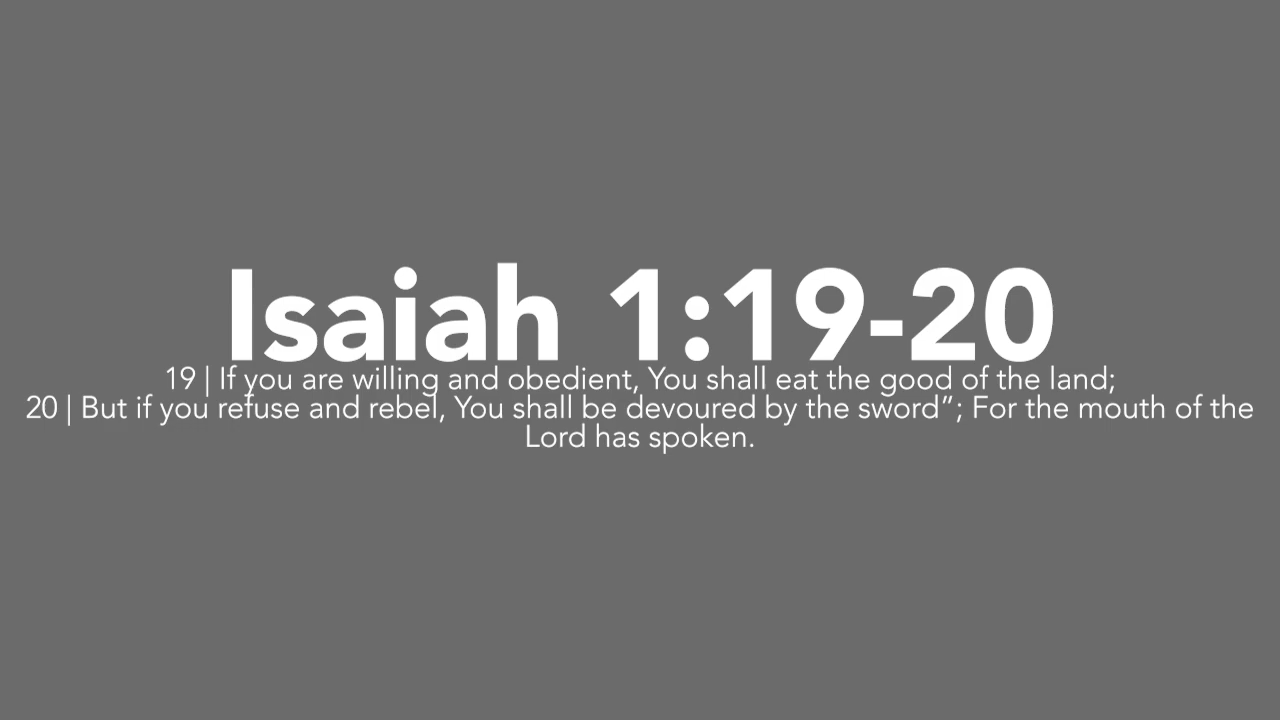 Isaiah 1:19-20
19 | If you are willing and obedient, You shall eat the good of the land;
20 | But if you refuse and rebel, You shall be devoured by the sword”; For the mouth of the
Lord has spoken.